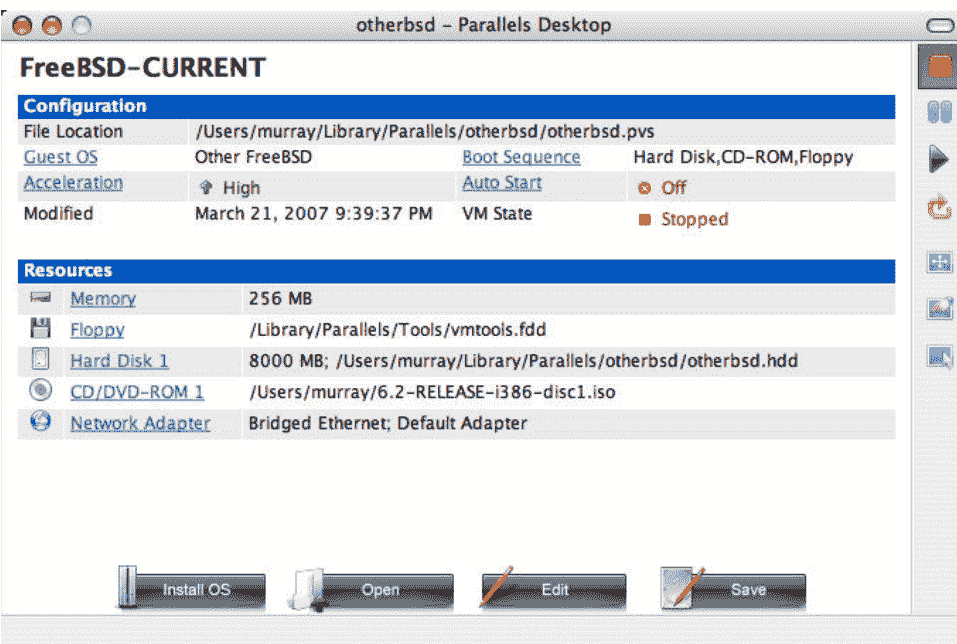 otherbsd – Parallels Desktop
FreeBSD-CURRENT
Configuration
File Location /Users/murray/Library/Parallels/otherbsd/otherbsd.pvs
Guest OS Other FreeBSD Boot Sequence Hard Disk,CD-ROM,Floppy
Acceleration High Auto Start Off
Modified March 21, 2007 9:39:37 PM VM State Stopped
Resources
Memory 256 MB
Floppy /Library/Parallels/Tools/vmtools.fdd
Hard Disk 1 8000 MB; /Users/murray/Library/Parallels/otherbsd/otherbsd.hdd
CD/DVD-ROM 1 /Users/murray/6.2-RELEASE-i386-disc1.iso
Network Adapter Bridged Ethernet; Default Adapter
Install OS Open Edit Save